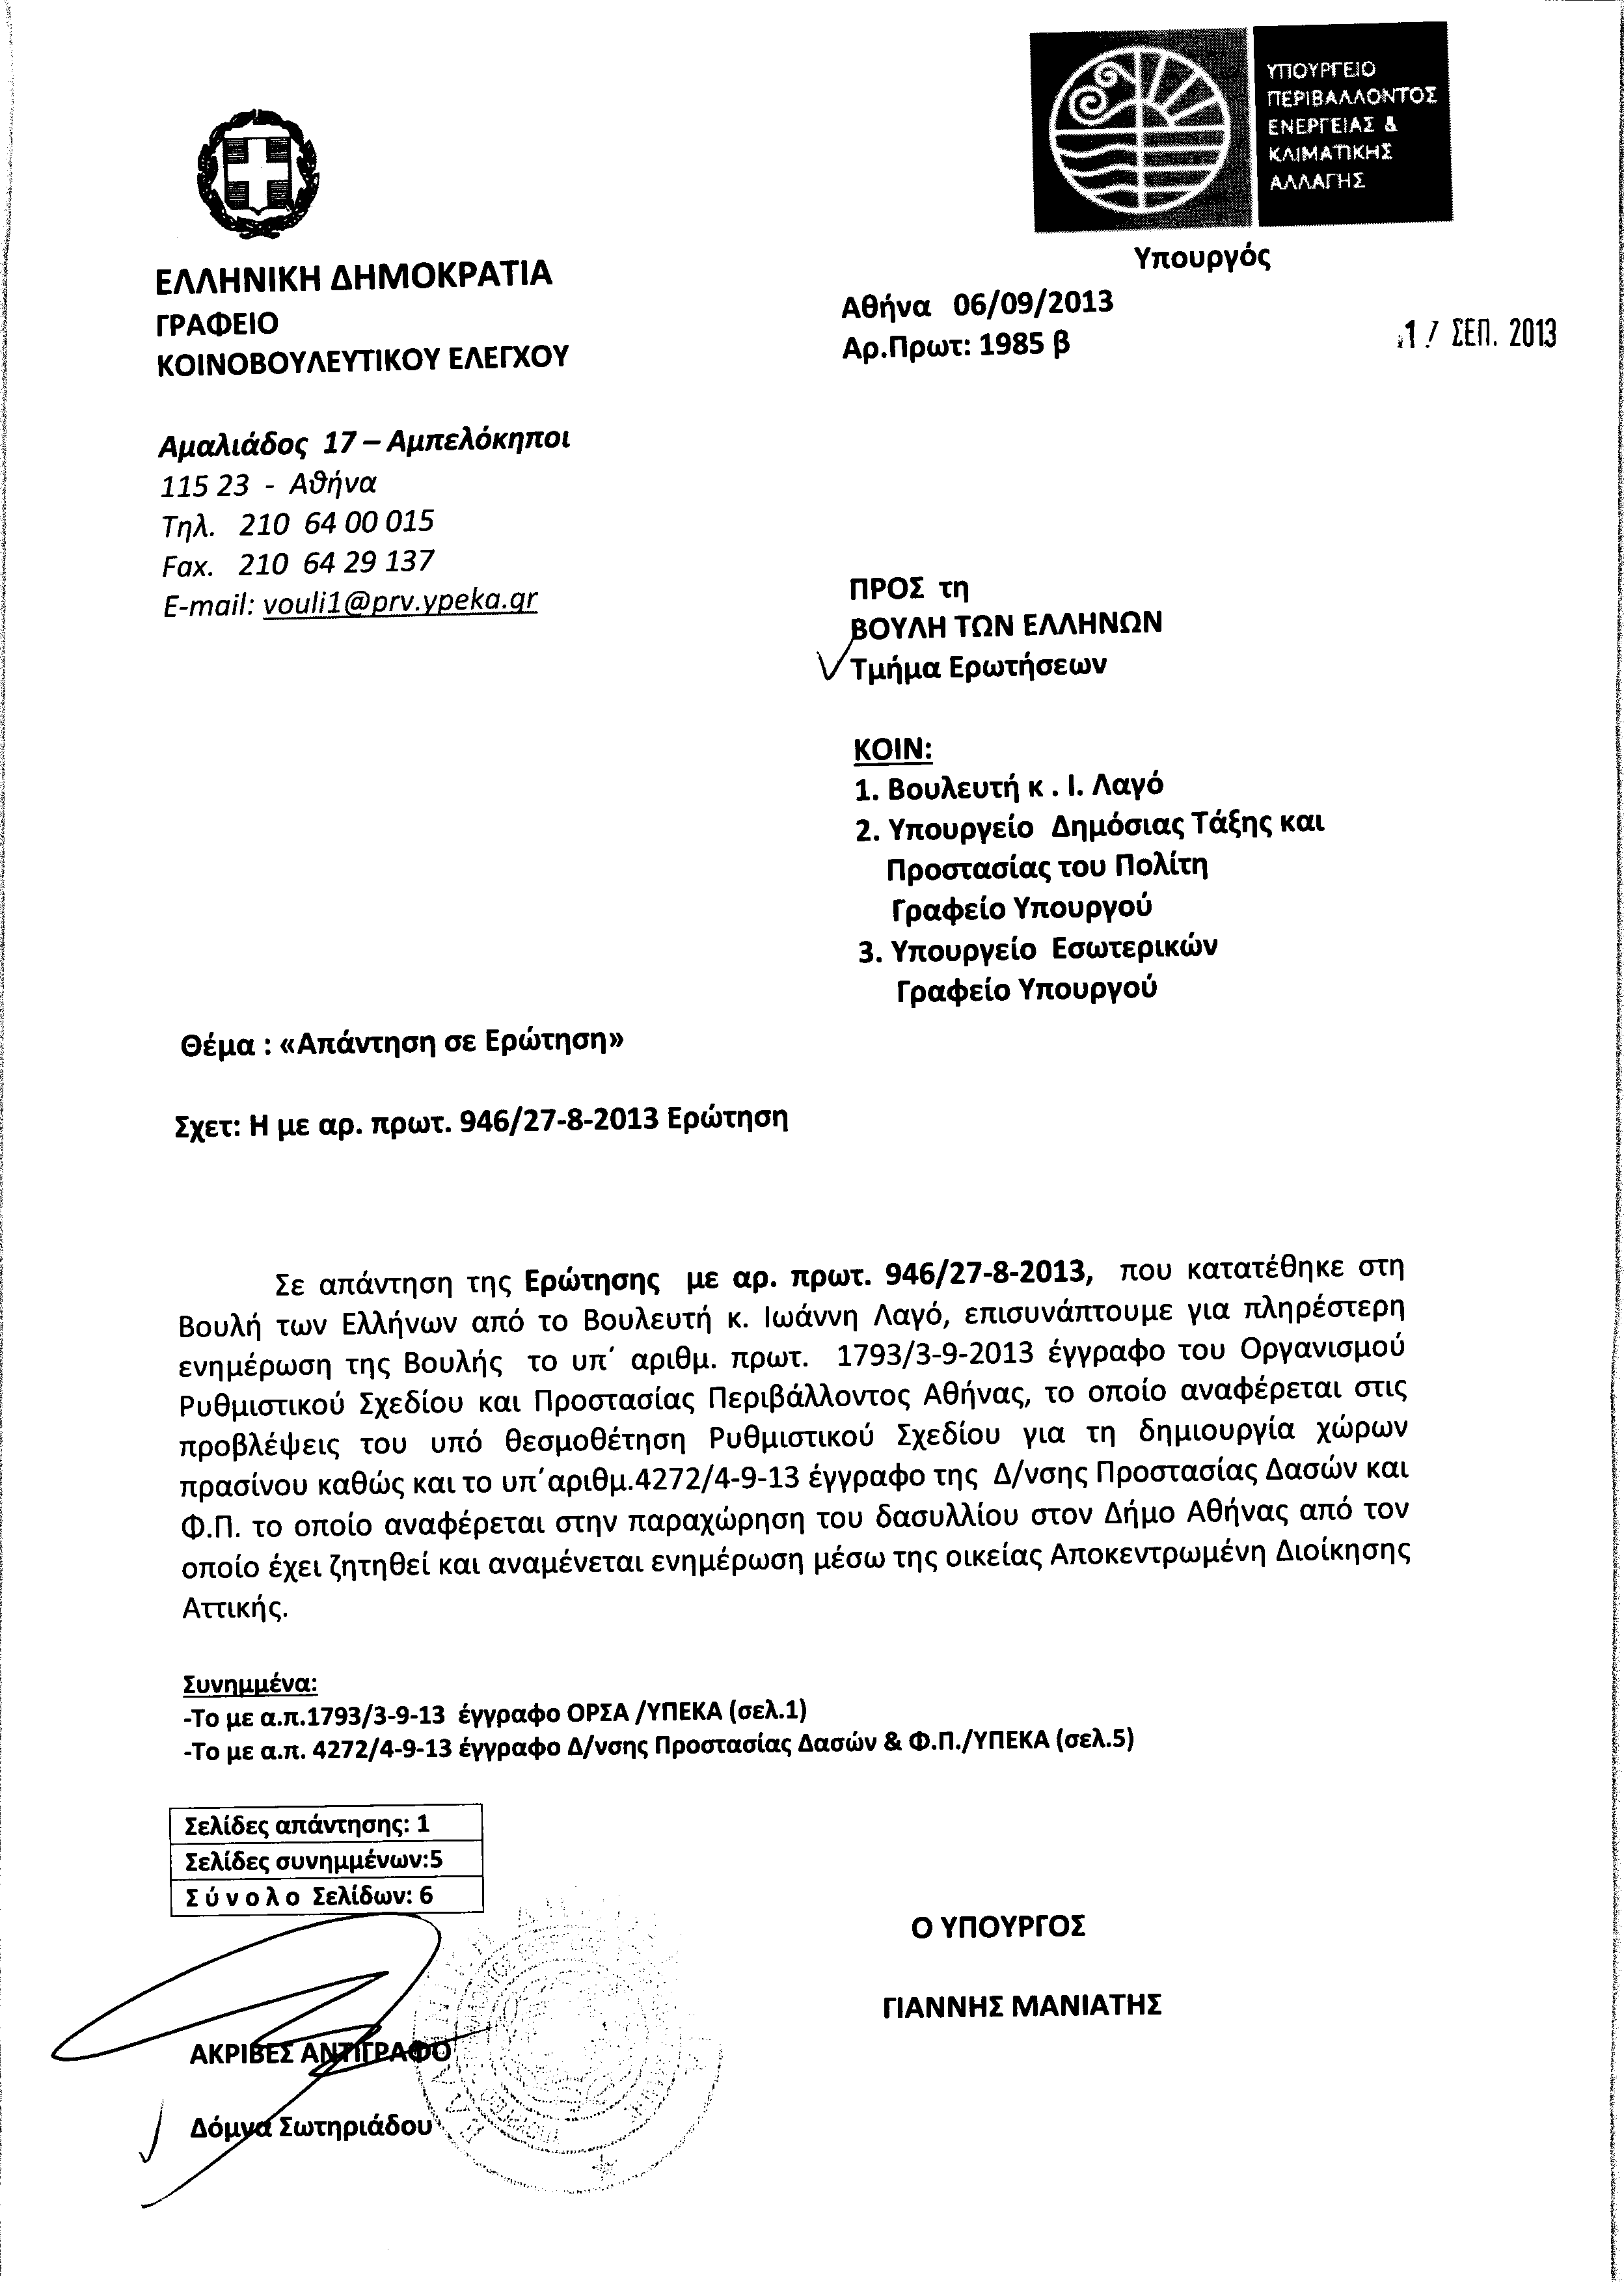 ΥΠΟΥΡΓΕΙΟ
ΠΕΡΙΒΑΛΛΟΝΤΟΣ
ΕΝΕΡΓΕΙΑΣ &
ΚΛΙΜΑΤΙΚΗΣ
ΑΛΛΑΓΗΣ
ΕΛΛΗΝΙΚΗ ΔΗΜΟΚΡΑΤΙΑ
ΓΡΑΦΕΙΟ
ΚΟΙΝΟΒΟΥΛΕΥΤΙΚΟΥ ΕΛΕΓΧΟΥ
Υπουργός
Αθήνα 06/09/2013
Αρ.Πρωτ: 1985 β
ΣΕΠ. 2013
Αμαλιάδος 17 – Αμπελόκηποι
115 23 - Αθήνα
Τηλ. 210 64 00 015
Fax. 210 64 29 137
E-mail: vouli1@prv.ypeka.gr
ΠΡΟΣ τη
ΒΟΥΛΗ ΤΩΝ ΕΛΛΗΝΩΝ
Τμήμα Ερωτήσεων
ΚΟΙΝ:
1. Βουλευτή κ . Ι. Λαγό
2. Υπουργείο Δημόσιας Τάξης και
Προστασίας του Πολίτη
Γραφείο Υπουργού
3. Υπουργείο Εσωτερικών
Γραφείο Υπουργού
Θέμα : «Απάντηση σε Ερώτηση»
Σχετ: Η με αρ. πρωτ. 946/27-8-2013 Ερώτηση
Σε απάντηση της Ερώτησης με αρ. πρωτ. 946/27-8-2013, που κατατέθηκε στη
Βουλή των Ελλήνων από το Βουλευτή κ. Ιωάννη Λαγό, επισυνάπτουμε για πληρέστερη
ενημέρωση της Βουλής το υπ΄ αριθμ. πρωτ. 1793/3-9-2013 έγγραφο του Οργανισμού
Ρυθμιστικού Σχεδίου και Προστασίας Περιβάλλοντος Αθήνας, το οποίο αναφέρεται στις
προβλέψεις του υπό θεσμοθέτηση Ρυθμιστικού Σχεδίου για τη δημιουργία χώρων
πρασίνου καθώς και το υπ΄αριθμ.4272/4-9-13 έγγραφο της Δ/νσης Προστασίας Δασών και
Φ.Π. το οποίο αναφέρεται στην παραχώρηση του δασυλλίου στον Δήμο Αθήνας από τον
οποίο έχει ζητηθεί και αναμένεται ενημέρωση μέσω της οικείας Αποκεντρωμένη Διοίκησης
Αττικής.
Συνημμένα:
-Το με α.π.1793/3-9-13 έγγραφο ΟΡΣΑ /ΥΠΕΚΑ (σελ.1)
-Το με α.π. 4272/4-9-13 έγγραφο Δ/νσης Προστασίας Δασών & Φ.Π./ΥΠΕΚΑ (σελ.5)
Σελίδες απάντησης: 1
Σελίδες συνημμένων:5
Σ ύ ν ο λ ο Σελίδων: 6
Ο ΥΠΟΥΡΓΟΣ
ΓΙΑΝΝΗΣ ΜΑΝΙΑΤΗΣ
ΑΚΡΙΒΕΣ ΑΝΤΙΓΡΑΦΟ
Δόμνα Σωτηριάδου